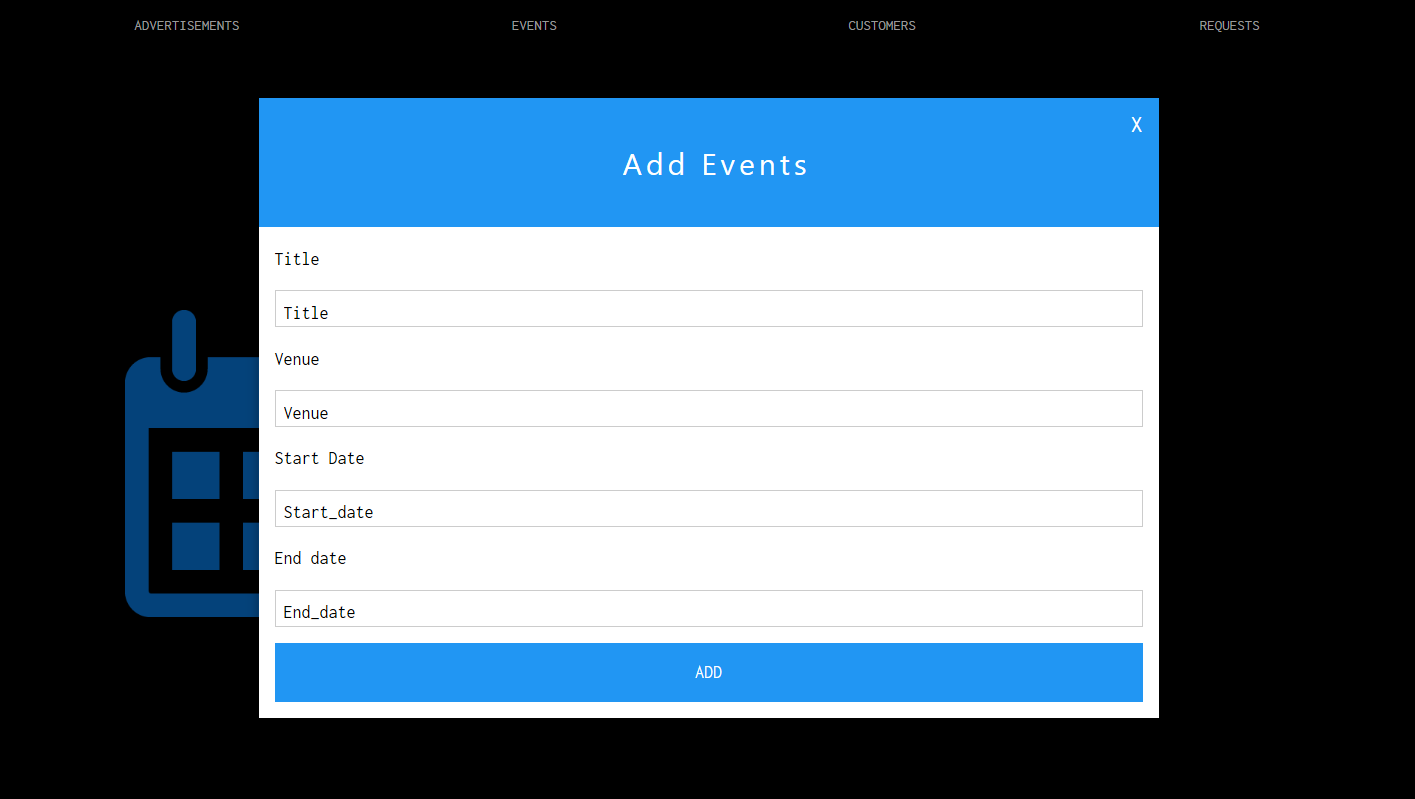 ADVERTISEMENTS EVENTS CUSTOMERS REQUESTS
X
Add Events
Title
Title
Venue
Venue
Start Date
Start_date
End date
End_date
ADD